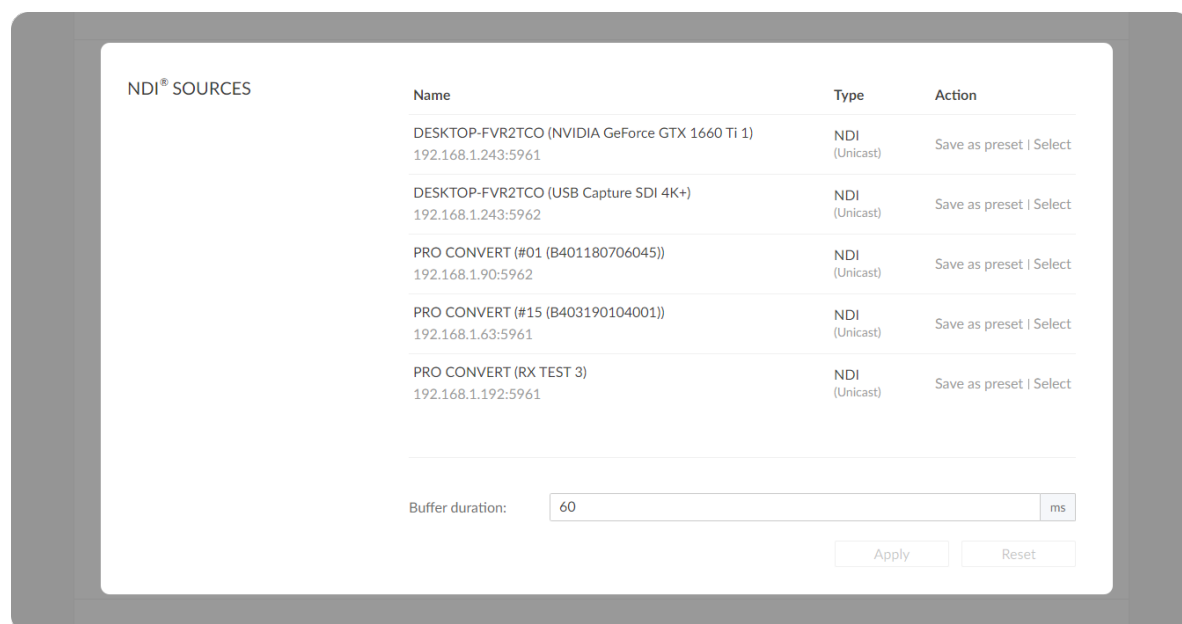 NDI® SOURCES
Name Type Action
DESKTOP-FVR2TCO (NVIDIA GeForce GTX 1660 Ti 1)
192.168.1.243:5961
NDI
(Unicast)
Save as preset | Select
DESKTOP-FVR2TCO (USB Capture SDI 4K+)
192.168.1.243:5962
NDI
(Unicast)
Save as preset | Select
PRO CONVERT (#01 (B401180706045))
192.168.1.90:5962
NDI
(Unicast)
Save as preset | Select
PRO CONVERT (#15 (B403190104001))
192.168.1.63:5961
NDI
(Unicast)
Save as preset | Select
PRO CONVERT (RX TEST 3)
192.168.1.192:5961
NDI
(Unicast)
Save as preset | Select
Buffer duration: 60 ms
Apply Reset